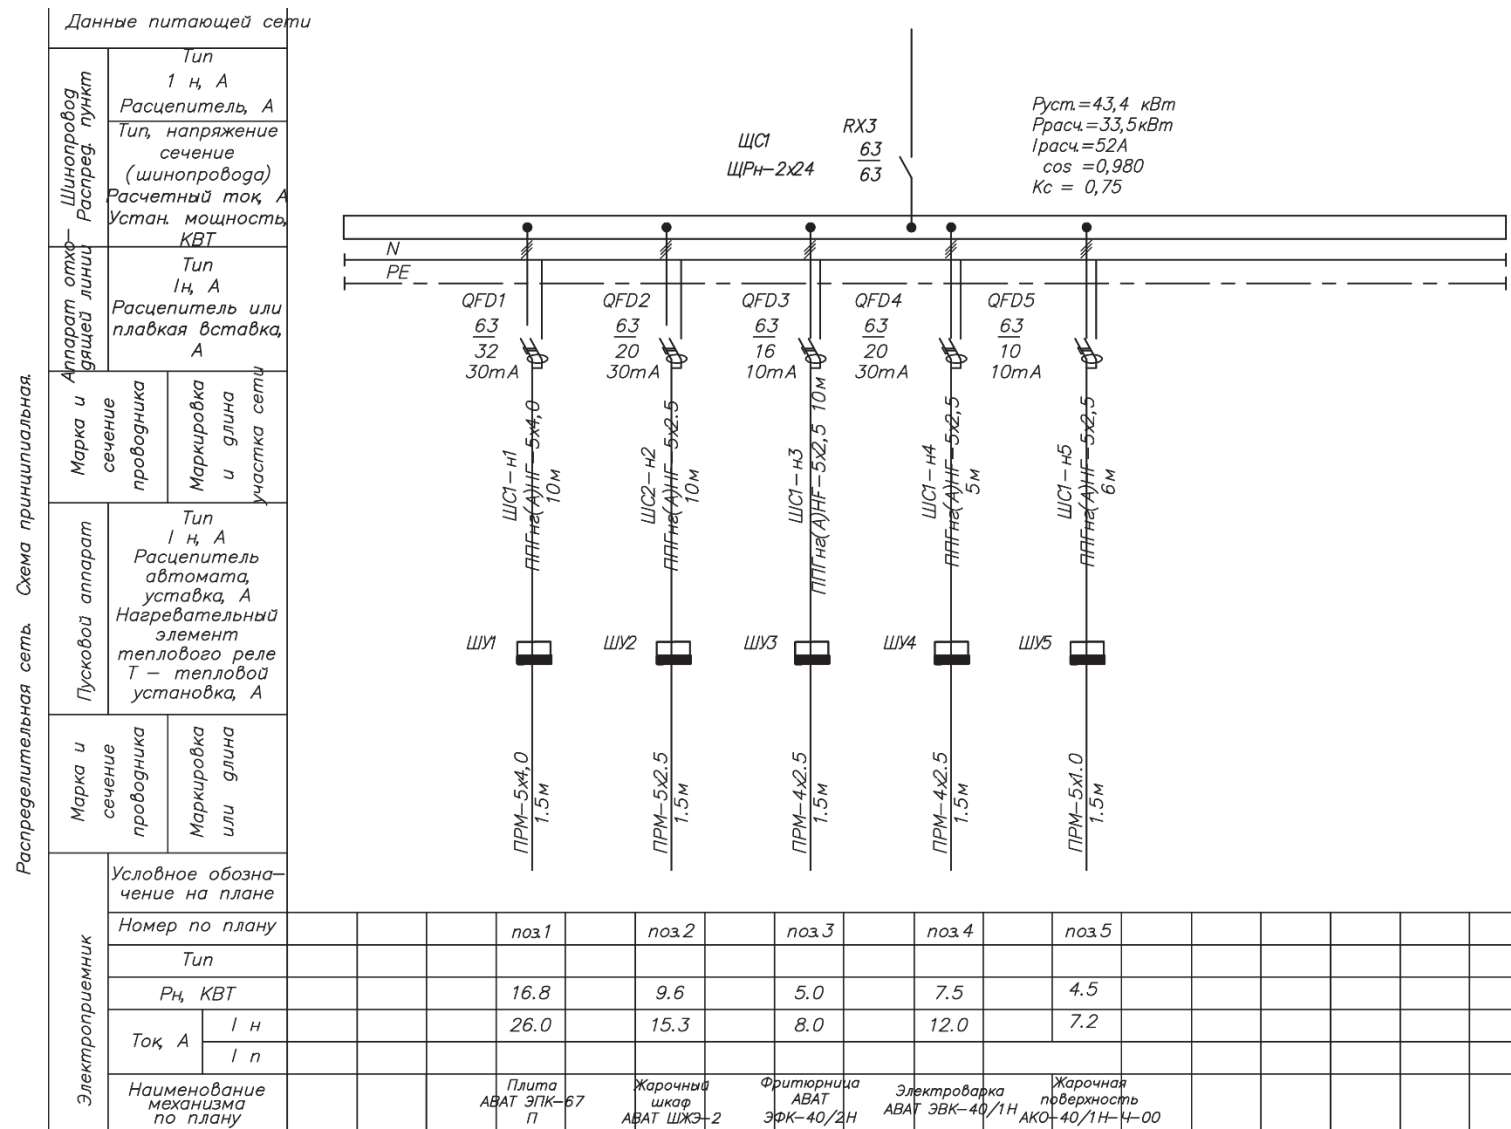 Данные питающей сети
Шинопровод
Распред. пункт
Тип
1 н, А
Расцепитель, А
Тип, напряжение
сечение
(шинопровода)
Расчетный ток, А
Устан. мощность,
КВТ
Аппарат отхо-
дящей линии
Тип
Iн, А
Расцепитель или
плавкая вставка,
А
Марка и
сечение
проводника
Маркировка
и длина
участка сети
Пусковой аппарат
Тип
I н, А
Расцепитель
автомата,
уставка, А
Нагревательный
элемент
теплового реле
Т – тепловой
установка, А
Марка и
сечение
проводника
Маркировка
или длина
Распределительная сеть. Схема принципиальная.
ЩС1
ЩРн-2х24
RX3
63
63
Руст.=43,4 кВт
Ррасч.=33,5кВт
Iрасч.=52А
cos =0,980
Кс = 0,75
N
PE
QFD1
63
32
30mA
QFD2
63
20
30mA
QFD3
63
16
10mA
QFD4
63
20
30mA
QFD5
63
10
10mA
ШС1-н1
ППГнг(А)HF-5х4,0
10м
ШС2-н2
ППГнг(А)HF-5х2.5
10м
ШС1-н3
ППГнг(А)HF-5х2,5 10м
ШС1-н4
ППГнг(А)HF-5х2,5
5м
ШС1-н5
ППГнг(А)HF-5х2,5
6м
ШУ1
ШУ2
ШУ3
ШУ4
ШУ5
ПРМ-5х4,0
1.5м
ПРМ-5х2.5
1.5м
ПРМ-4х2.5
1.5м
ПРМ-4х2.5
1.5м
ПРМ-5х1.0
1.5м
Электроприемник
Условное обозна-
чение на плане
Номер по плану поз.1 поз.2 поз.3 поз.4 поз.5
Тип
Рн, КВТ 16.8 9.6 5.0 7.5 4.5
Ток, А
I н 26.0 15.3 8.0 12.0 7.2
I п
Наименование
механизма
по плану
Плита
АВАТ ЭПК-67
П
Жарочный
шкаф
АВАТ ШЖЭ-2
Фритюрница
АВАТ
ЭФК-40/2Н
Электроварка
АВАТ ЭВК-40/1Н
Жарочная
поверхность
АКО-40/1Н-Ч-00